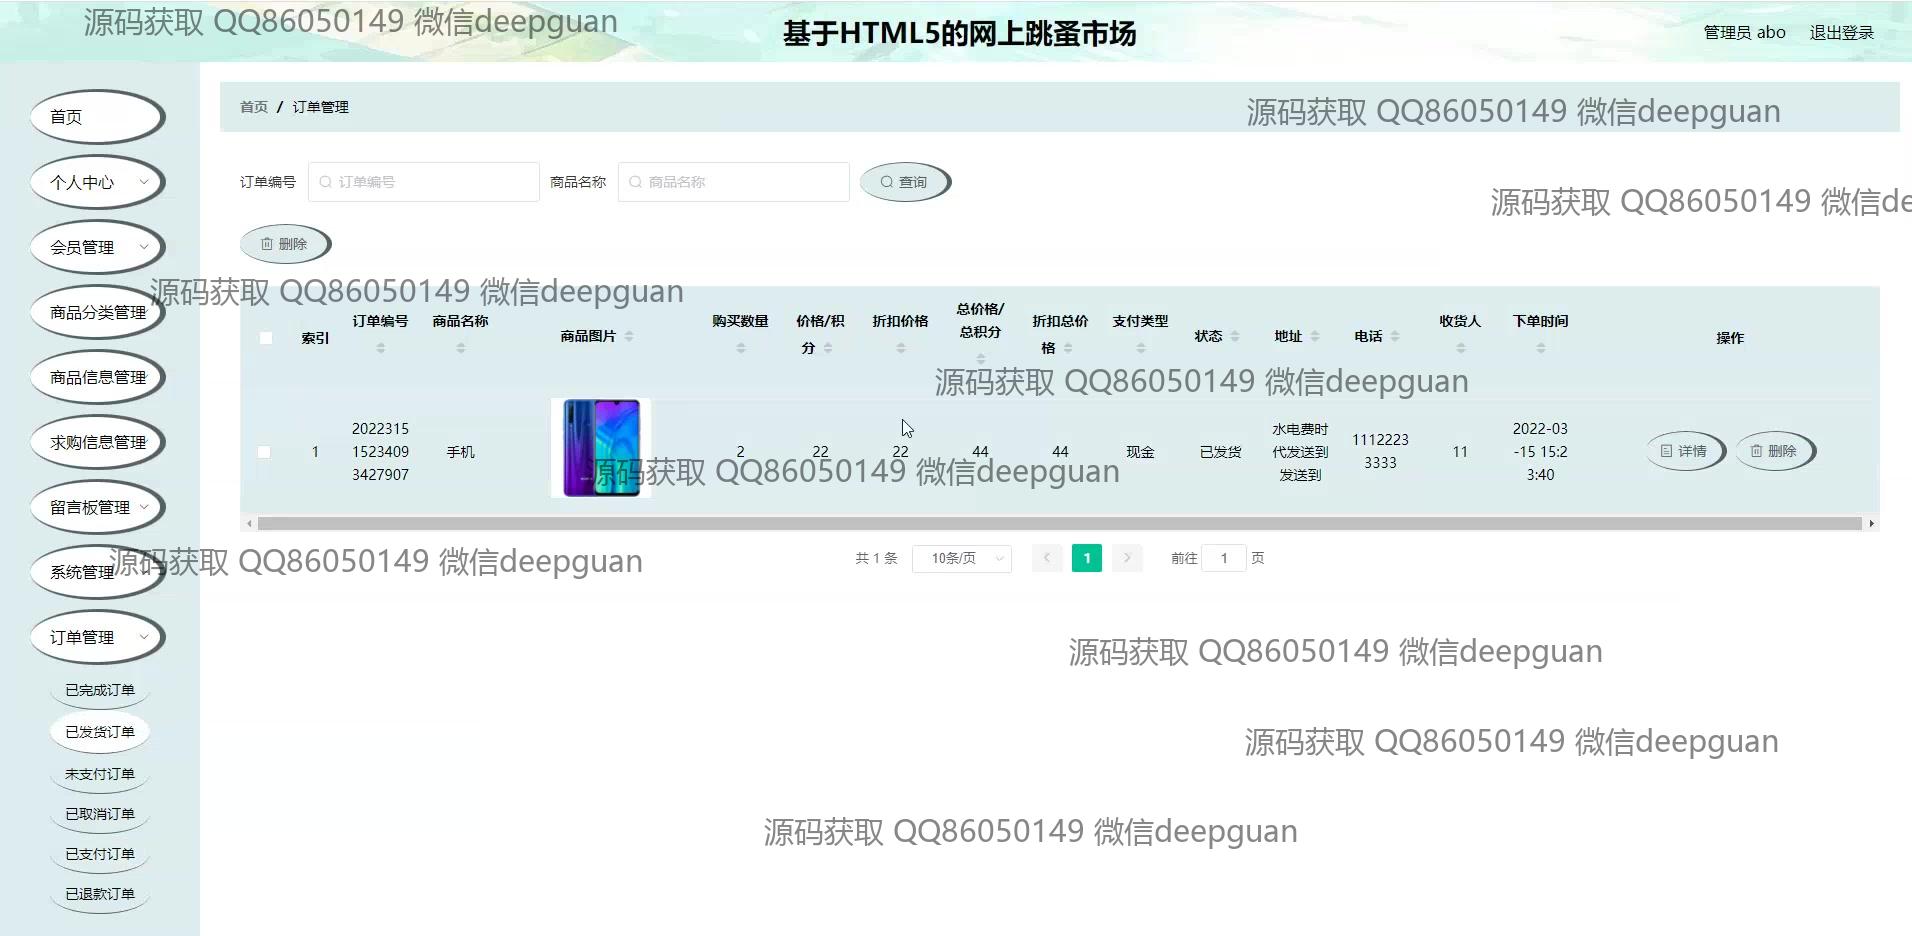 源码获取 QQ86050149 微信deepguan
基于HTML5的网上跳蚤市场
管理员 abo
退出登录
首页
个人中心
会员管理
商品分类管理
商品信息管理
求购信息管理
留言板管理
系统管理
订单管理
已完成订单
已发货订单
未支付订单
已取消订单
已支付订单
已退款订单
首页 / 订单管理
源码获取 QQ86050149 微信deepguan
订单编号
订单编号
商品名称
商品名称
查询
源码获取 QQ86050149 微信de
删除
源码获取 QQ86050149 微信deepguan
索引
订单编号
商品名称
商品图片
购买数量
价格/积
分
折扣价格
总价格/
总积分
折扣总价
格
支付类型
状态
地址
电话
收货人
下单时间
操作
源码获取 QQ86050149 微信deepguan
1
2022315
1523409
3427907
手机
2
22
22
44
44
现金
已发货
水电费时
代发送到
发送到
1112223
3333
11
2022-03
-15 15:2
3:40
详情
删除
源码获取 QQ86050149 微信deepguan
共 1 条
10条/页
1
前往
1
页
源码获取 QQ86050149 微信deepguan
源码获取 QQ86050149 微信deepguan
源码获取 QQ86050149 微信deepguan
源码获取 QQ86050149 微信deepguan